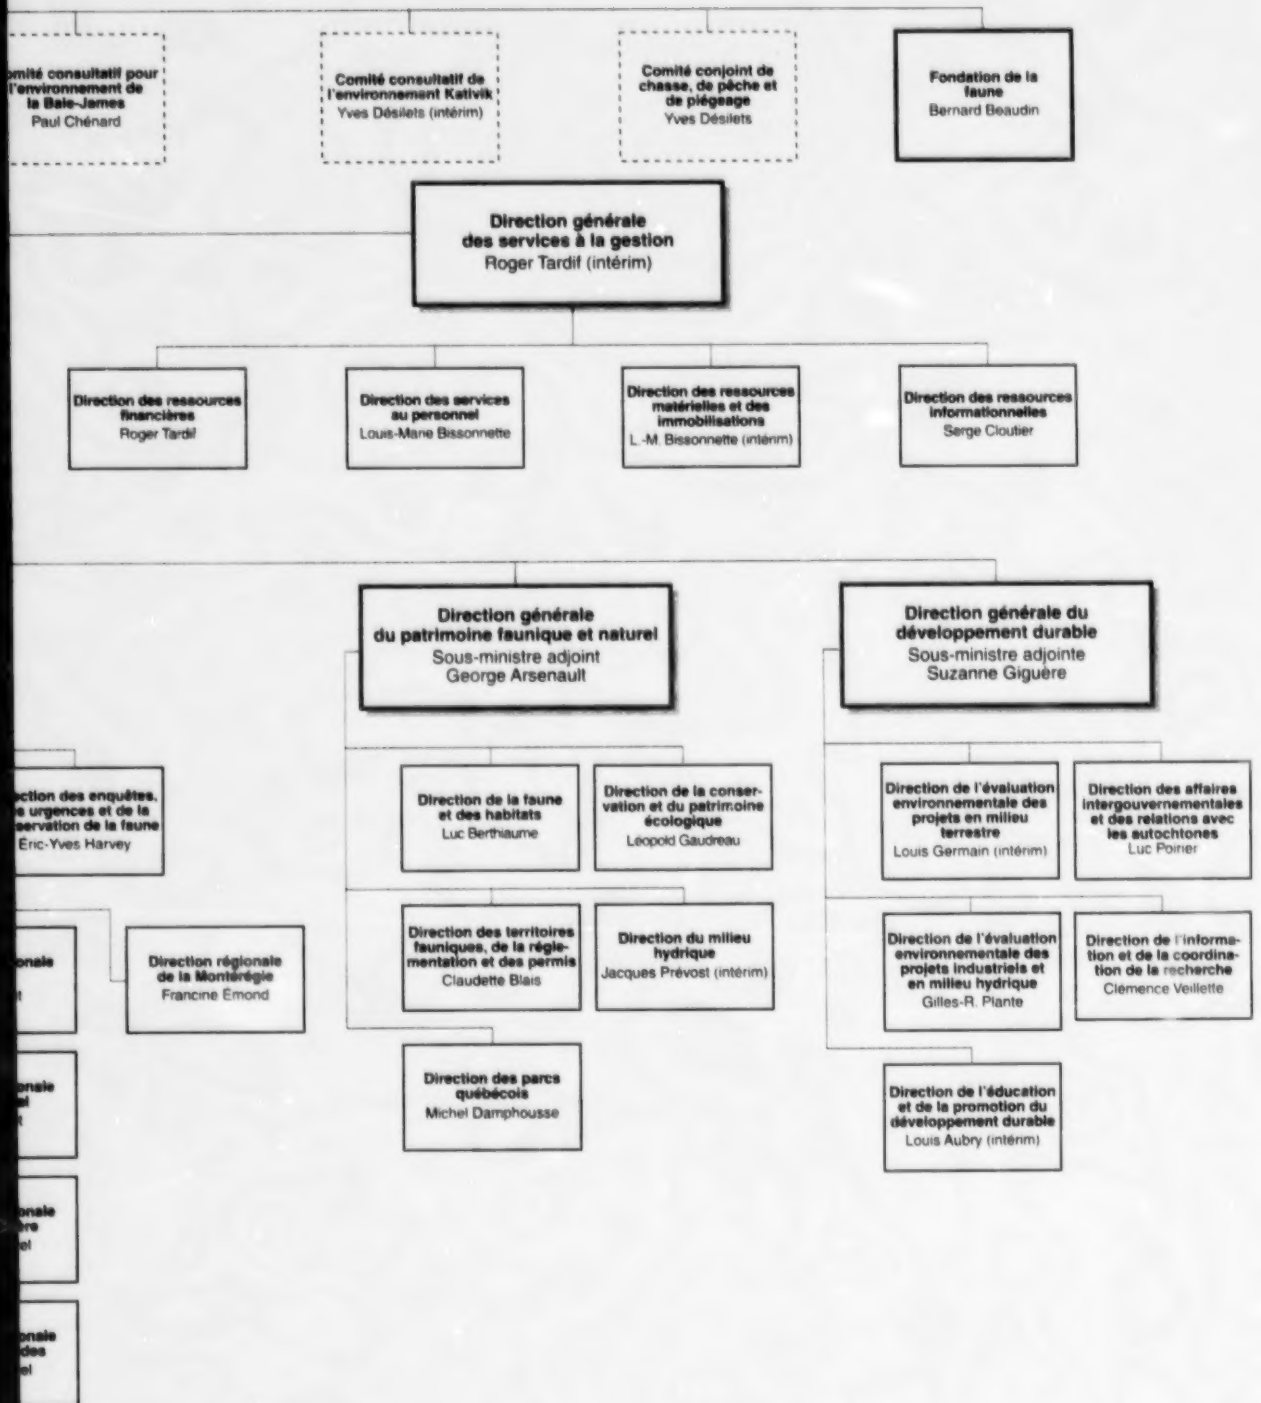 omité consultatif pour
l'environnement de
la Baie-James
Paul Chénard
Comité consultatif de
l'environnement Kativik
Yves Désilets (intérim)
Comité conjoint de
chasse, de pêche et
de piégeage
Yves Désilets
Fondation de la
faune
Bernard Beaudin
Direction générale
des services à la gestion
Roger Tardif (intérim)
Direction des ressources
financières
Roger Tardif
Direction des services
au personnel
Louis-Marie Bissonnette
Direction des ressources
matérielles et des
immobilisations
L.-M. Bissonnette (intérim)
Direction des ressources
informationnelles
Serge Cloutier
Direction générale
du patrimoine faunique et naturel
Sous-ministre adjoint
George Arsenault
Direction générale du
développement durable
Sous-ministre adjointe
Suzanne Giguère
ection des enquêtes,
s urgences et de la
servation de la faune
Éric-Yves Harvey
Direction de la faune
et des habitats
Luc Berthiaume
Direction de la conser-
vation et du patrimoine
écologique
Léopold Gaudreau
Direction de l'évaluation
environnementale des
projets en milieu
terrestre
Louis Germain (intérim)
Direction des affaires
intergouvernementales
et des relations avec
les autochtones
Luc Poirier
onale
t
Direction régionale
de la Montérégie
Francine Émond
Direction des territoires
fauniques, de la régle-
mentation et des permis
Claudette Blais
Direction du milieu
hydrique
Jacques Prévost (intérim)
Direction de l'évaluation
environnementale des
projets industriels et
en milieu hydrique
Gilles-R. Plante
Direction de l'informa-
tion et de la coordina-
tion de la recherche
Clémence Veillette
onale
el
Direction des parcs
québécois
Michel Damphousse
Direction de l'éducation
et de la promotion du
développement durable
Louis Aubry (intérim)
onale
ère
el
onale
des
el